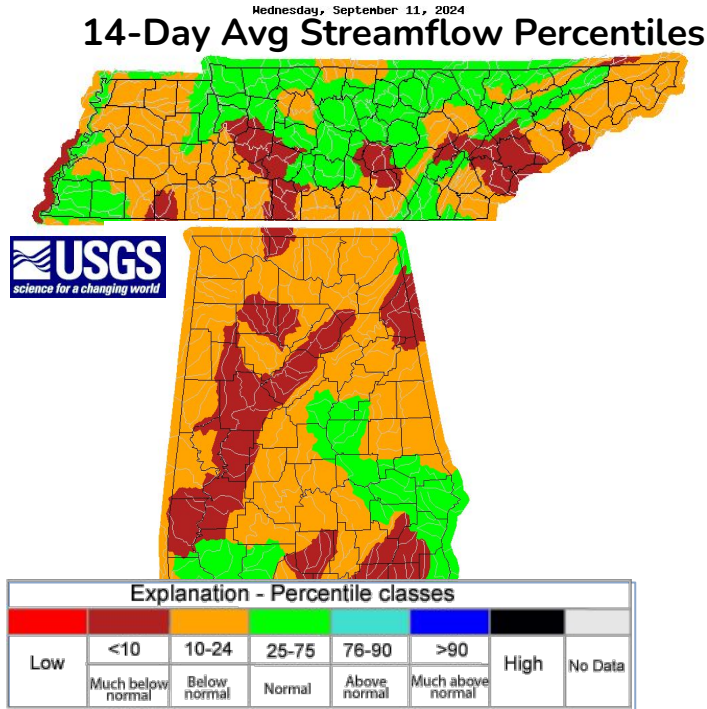 Wednesday, September 11, 2024
14-Day Avg Streamflow Percentiles
USGS
science for a changing world
Explanation - Percentile classes
Low
<10
10-24
25-75
76-90
>90
High
No Data
Much below normal
Below normal
Normal
Above normal
Much above normal